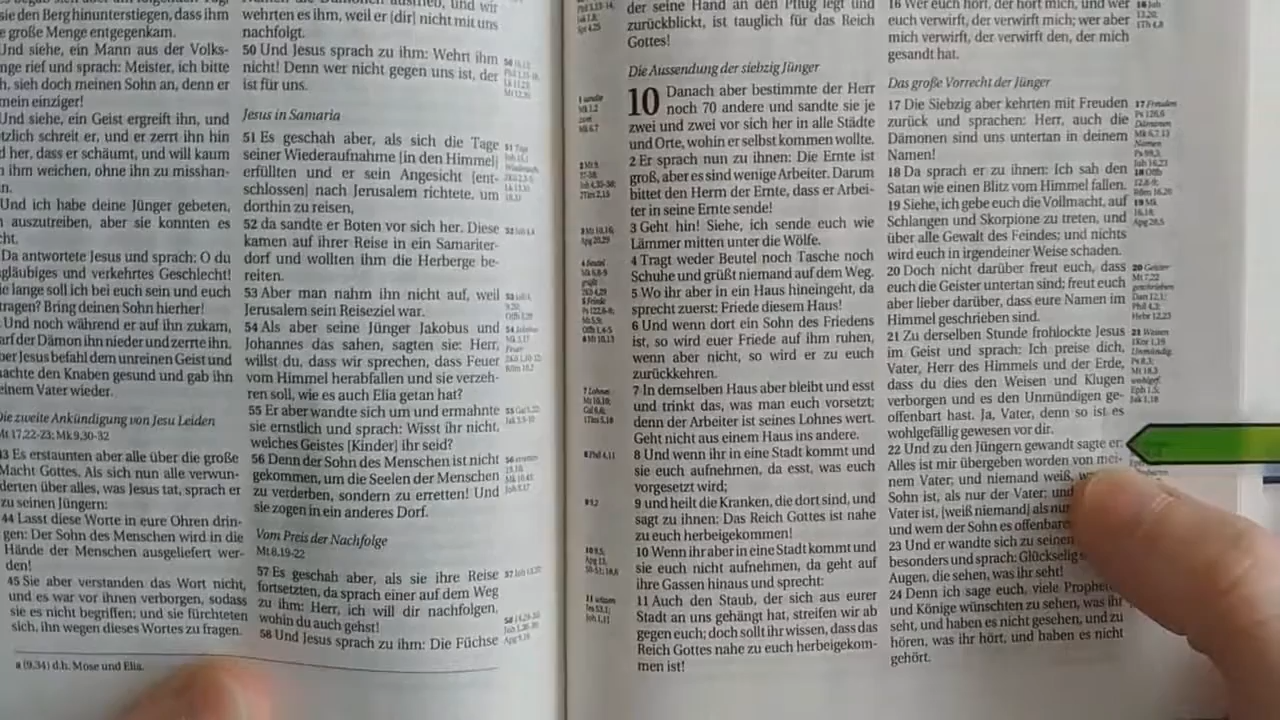 sie den Berg hinunterstiegen, dass ihm
e große Menge entgegenkam.
Und siehe, ein Mann aus der Volks-
nge rief und sprach: Meister, ich bitte
h, sieh doch meinen Sohn an, denn er
mein einziger!
Und siehe, ein Geist ergreift ihn, und
tzlich schreit er, und er zerrt ihn hin
d her, dass er schäumt, und will kaum
n ihm weichen, ohne ihn zu misshan-
n.
Und ich habe deine Jünger gebeten,
auszutreiben, aber sie konnten es
cht.
Da antwortete Jesus und sprach: O du
gläubiges und verkehrtes Geschlecht!
ie lange soll ich bei euch sein und euch
tragen? Bring deinen Sohn hierher!
Und noch während er auf ihn zukam,
arf der Dämon ihn nieder und zerrte ihn.
ber Jesus befahl dem unreinen Geist und
achte den Knaben gesund und gab ihn
einem Vater wieder.
Die zweite Ankündigung von Jesu Leiden
Mt 17,22-23; Mk 9,30-32
43 Es erstaunten aber alle über die große
Macht Gottes. Als sich nun alle verwun-
derten über alles, was Jesus tat, sprach er
zu seinen Jüngern:
44 Lasst diese Worte in eure Ohren drin-
gen: Der Sohn des Menschen wird in die
Hände der Menschen ausgeliefert wer-
den!
45 Sie aber verstanden das Wort nicht,
und es war vor ihnen verborgen, sodass
sie es nicht begriffen; und sie fürchteten
sich, ihn wegen dieses Wortes zu fragen.
a (9,34) d.h. Mose und Elia.
wehrten es ihm, weil er [dir] nicht mit uns
nachfolgt.
50 Und Jesus sprach zu ihm: Wehrt ihm
nicht! Denn wer nicht gegen uns ist, der
ist für uns.
Jesus in Samaria
51 Es geschah aber, als sich die Tage
seiner Wiederaufnahme [in den Himmel]
erfüllten und er sein Angesicht [ent-
schlossen] nach Jerusalem richtete, um
dorthin zu reisen,
52 da sandte er Boten vor sich her. Diese
kamen auf ihrer Reise in ein Samariter-
dorf und wollten ihm die Herberge be-
reiten.
53 Aber man nahm ihn nicht auf, weil
Jerusalem sein Reiseziel war.
54 Als aber seine Jünger Jakobus und
Johannes das sahen, sagten sie: Herr,
willst du, dass wir sprechen, dass Feuer
vom Himmel herabfallen und sie verzeh-
ren soll, wie es auch Elia getan hat?
55 Er aber wandte sich um und ermahnte
sie ernstlich und sprach: Wisst ihr nicht,
welches Geistes [Kinder] ihr seid?
56 Denn der Sohn des Menschen ist nicht
gekommen, um die Seelen der Menschen
zu verderben, sondern zu erretten! Und
sie zogen in ein anderes Dorf.
Vom Preis der Nachfolge
Mt 8,19-22
57 Es geschah aber, als sie ihre Reise
fortsetzten, da sprach einer auf dem Weg
zu ihm: Herr, ich will dir nachfolgen,
wohin du auch gehst!
58 Und Jesus sprach zu ihm: Die Füchse
der seine Hand an den Pflug legt und
zurückblickt, ist tauglich für das Reich
Gottes!
Die Aussendung der siebzig Jünger
10 Danach aber bestimmte der Herr
noch 70 andere und sandte sie je
zwei und zwei vor sich her in alle Städte
und Orte, wohin er selbst kommen wollte.
2 Er sprach nun zu ihnen: Die Ernte ist
groß, aber es sind wenige Arbeiter. Darum
bittet den Herrn der Ernte, dass er Arbei-
ter in seine Ernte sende!
3 Geht hin! Siehe, ich sende euch wie
Lämmer mitten unter die Wölfe.
4 Tragt weder Beutel noch Tasche noch
Schuhe und grüßt niemand auf dem Weg.
5 Wo ihr aber in ein Haus hineingeht, da
sprecht zuerst: Friede diesem Haus!
6 Und wenn dort ein Sohn des Friedens
ist, so wird euer Friede auf ihm ruhen,
wenn aber nicht, so wird er zu euch
zurückkehren.
7 In demselben Haus aber bleibt und esst
und trinkt das, was man euch vorsetzt;
denn der Arbeiter ist seines Lohnes wert.
Geht nicht aus einem Haus ins andere.
8 Und wenn ihr in eine Stadt kommt und
sie euch aufnehmen, da esst, was euch
vorgesetzt wird;
9 und heilt die Kranken, die dort sind, und
sagt zu ihnen: Das Reich Gottes ist nahe
zu euch herbeigekommen!
10 Wenn ihr aber in eine Stadt kommt und
sie euch nicht aufnehmen, da geht auf
ihre Gassen hinaus und sprecht:
11 Auch den Staub, der sich aus eurer
Stadt an uns gehängt hat, streifen wir ab
gegen euch; doch sollt ihr wissen, dass das
Reich Gottes nahe zu euch herbeigekom-
men ist!
16 Wer euch hört, der hört mich, und wer
euch verwirft, der verwirft mich; wer aber
mich verwirft, der verwirft den, der mich
gesandt hat.
Das große Vorrecht der Jünger
17 Die Siebzig aber kehrten mit Freuden
zurück und sprachen: Herr, auch die
Dämonen sind uns untertan in deinem
Namen!
18 Da sprach er zu ihnen: Ich sah den
Satan wie einen Blitz vom Himmel fallen.
19 Siehe, ich gebe euch die Vollmacht, auf
Schlangen und Skorpione zu treten, und
über alle Gewalt des Feindes; und nichts
wird euch in irgendeiner Weise schaden.
20 Doch nicht darüber freut euch, dass
euch die Geister untertan sind; freut euch
aber lieber darüber, dass eure Namen im
Himmel geschrieben sind.
21 Zu derselben Stunde frohlockte Jesus
im Geist und sprach: Ich preise dich,
Vater, Herr des Himmels und der Erde,
dass du dies den Weisen und Klugen
verborgen und es den Unmündigen ge-
offenbart hast. Ja, Vater, denn so ist es
wohlgefällig gewesen vor dir.
22 Und zu den Jüngern gewandt sagte er:
Alles ist mir übergeben worden von mei-
nem Vater; und niemand weiß,
Sohn ist, als nur der Vater; und
Vater ist, [weiß niemand] als nur
und wem der Sohn es offenbaren
23 Und er wandte sich zu seinen
besonders und sprach: Glückselig
Augen, die sehen, was ihr seht!
24 Denn ich sage euch, viele Propheten
und Könige wünschten zu sehen, was ihr
seht, und haben es nicht gesehen, und zu
hören, was ihr hört, und haben es nicht
gehört.